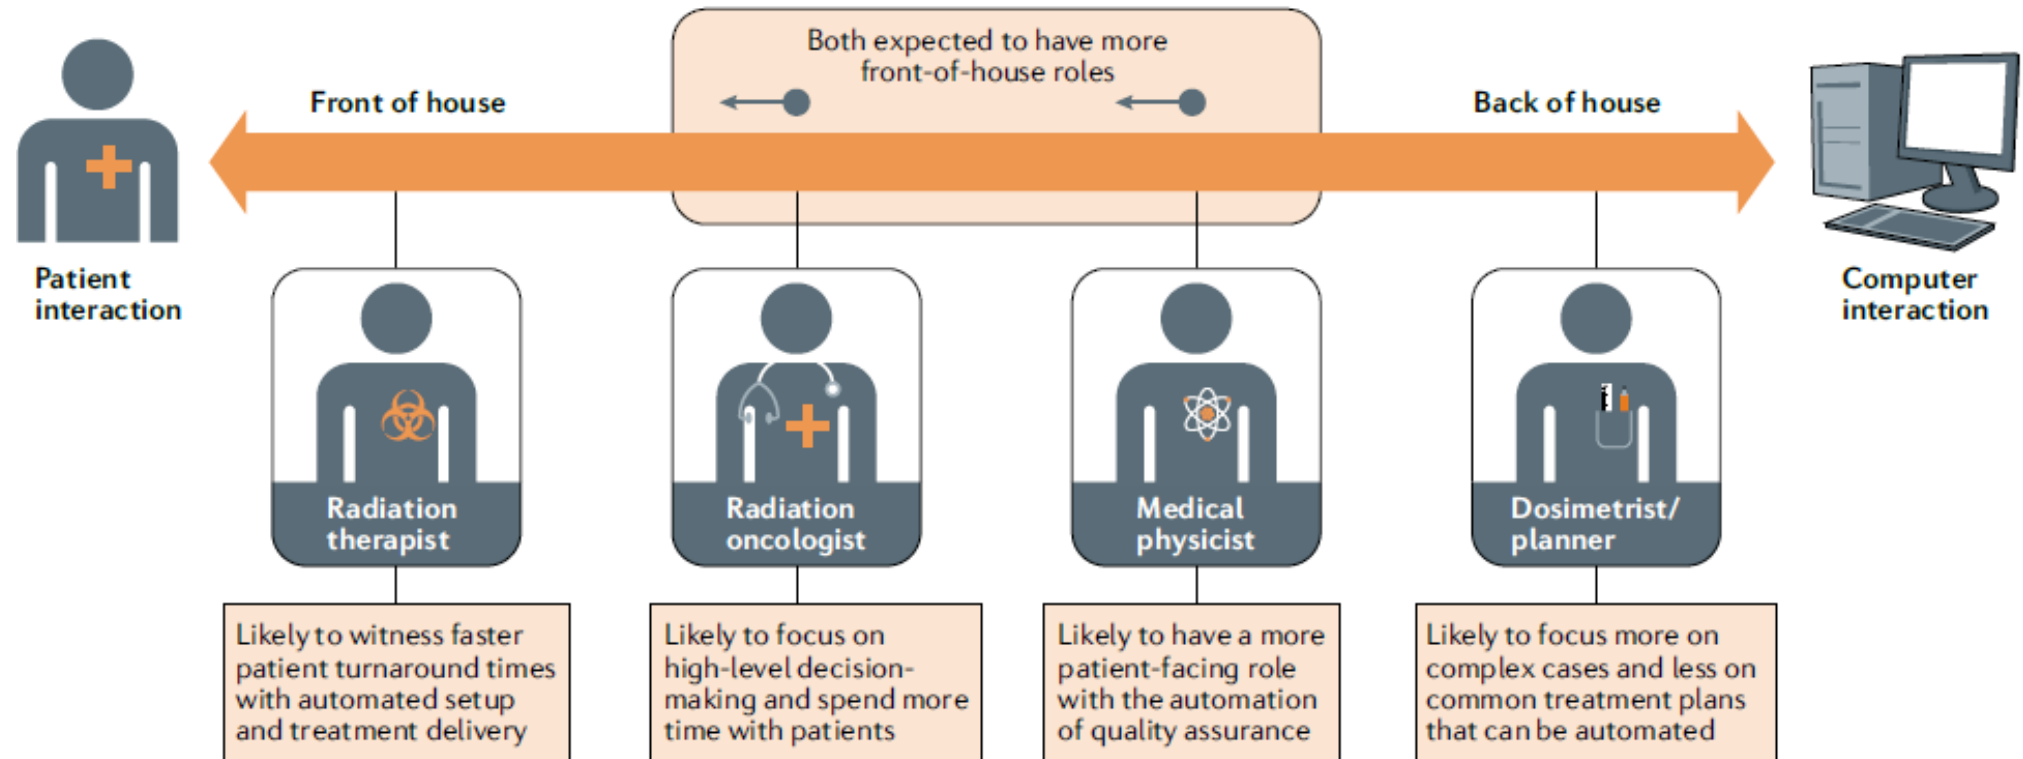 Both expected to have more
front-of-house roles
Front of house
Back of house
Patient
interaction
Computer
interaction
Radiation
therapist
Radiation
oncologist
Medical
physicist
Dosimetrist/
planner
Likely to witness faster
patient turnaround times
with automated setup
and treatment delivery
Likely to focus on
high-level decision-
making and spend more
time with patients
Likely to have a more
patient-facing role
with the automation
of quality assurance
Likely to focus more on
complex cases and less on
common treatment plans
that can be automated